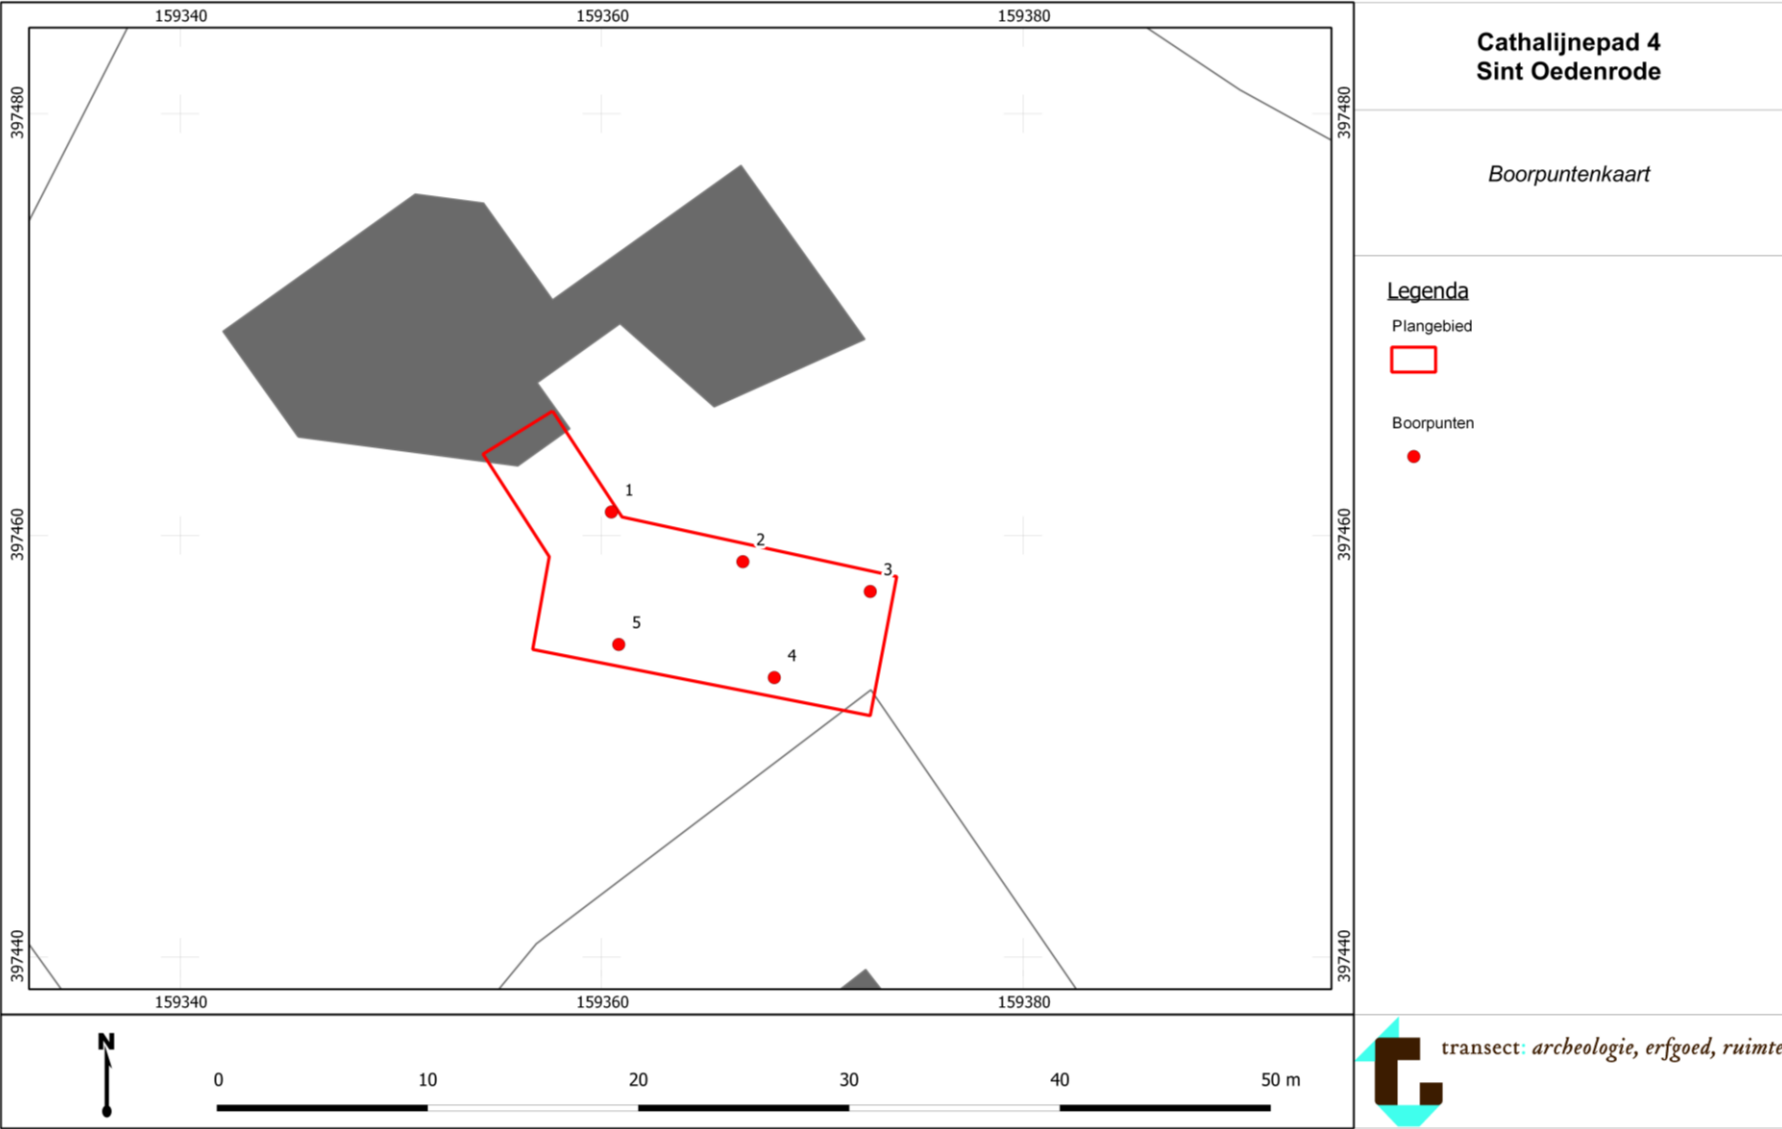 159340 159360 159380
397480 397480
397460 397460
397440 397440
1
2
3
5
4
159340 159360 159380
N
0 10 20 30 40 50 m
Cathalijnepad 4
Sint Oedenrode
Boorpuntenkaart
Legenda
Plangebied
Boorpunten
transect: archeologie, erfgoed, ruimte